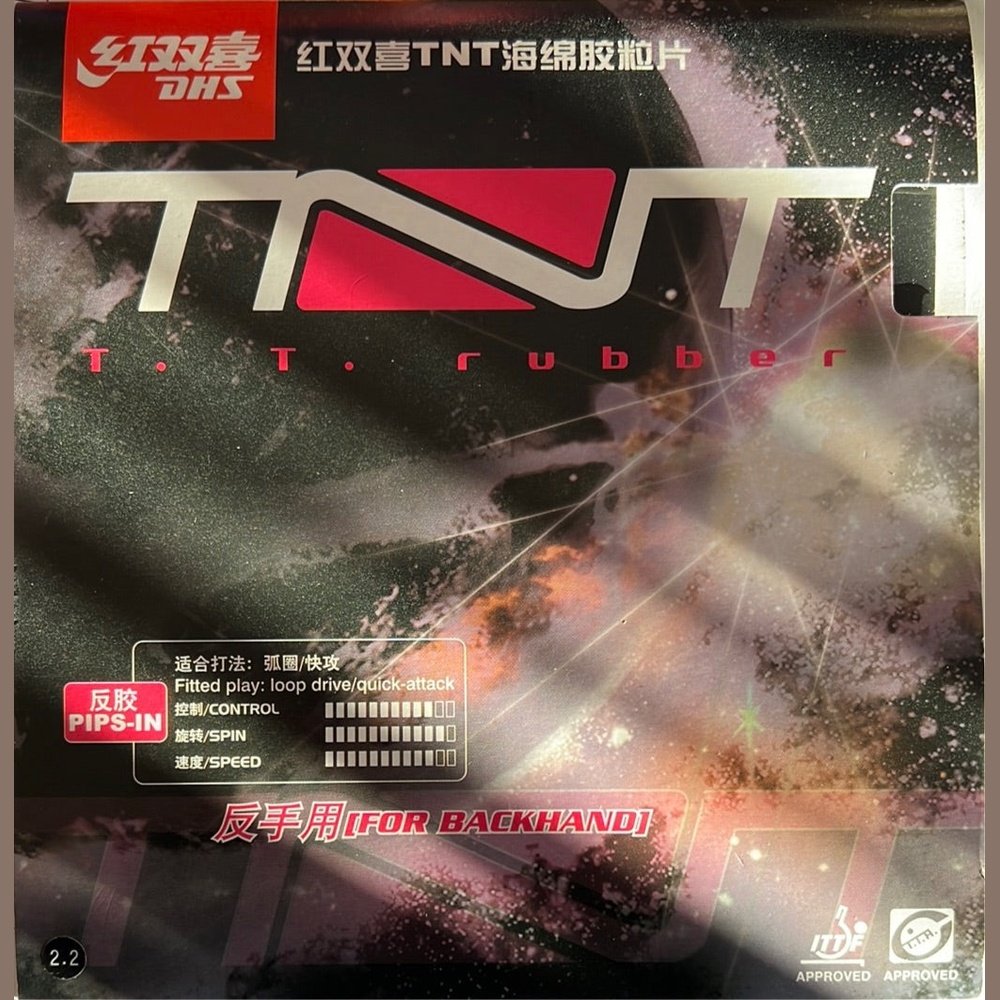 红双喜
DHS
红双喜TNT海绵胶粒片
TNT
T. T. rubber
适合打法：弧圈/快攻
Fitted play: loop drive/quick-attack
反胶
PIPS-IN
控制/CONTROL
旋转/SPIN
速度/SPEED
反手用[FOR BACKHAND]
TNT
2.2
ITTF
APPROVED
T.T.R.
APPROVED